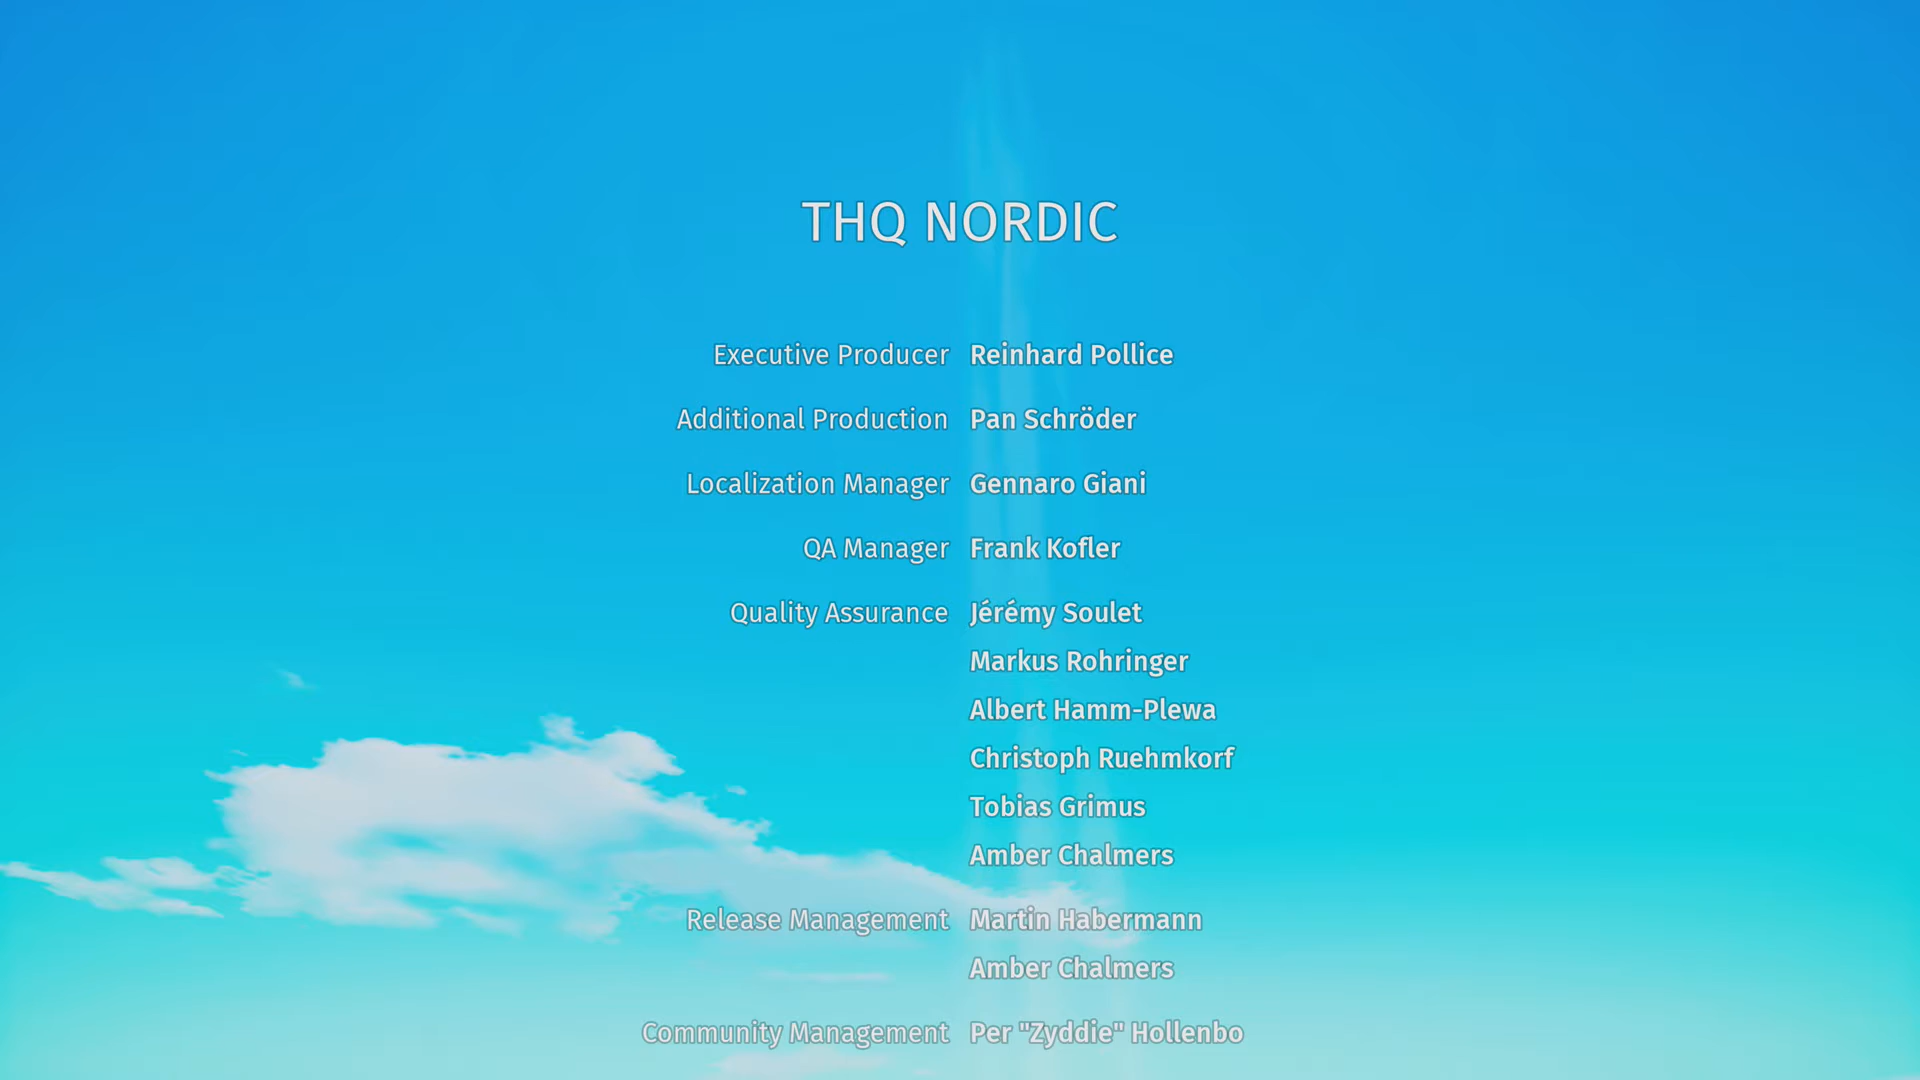 THQ NORDIC
Executive Producer Reinhard Pollice
Additional Production Pan Schröder
Localization Manager Gennaro Giani
QA Manager Frank Kofler
Quality Assurance Jérémy Soulet
Markus Rohringer
Albert Hamm-Plewa
Christoph Ruehmkorf
Tobias Grimus
Amber Chalmers
Release Management Martin Habermann
Amber Chalmers
Community Management Per "Zyddie" Hollenbo